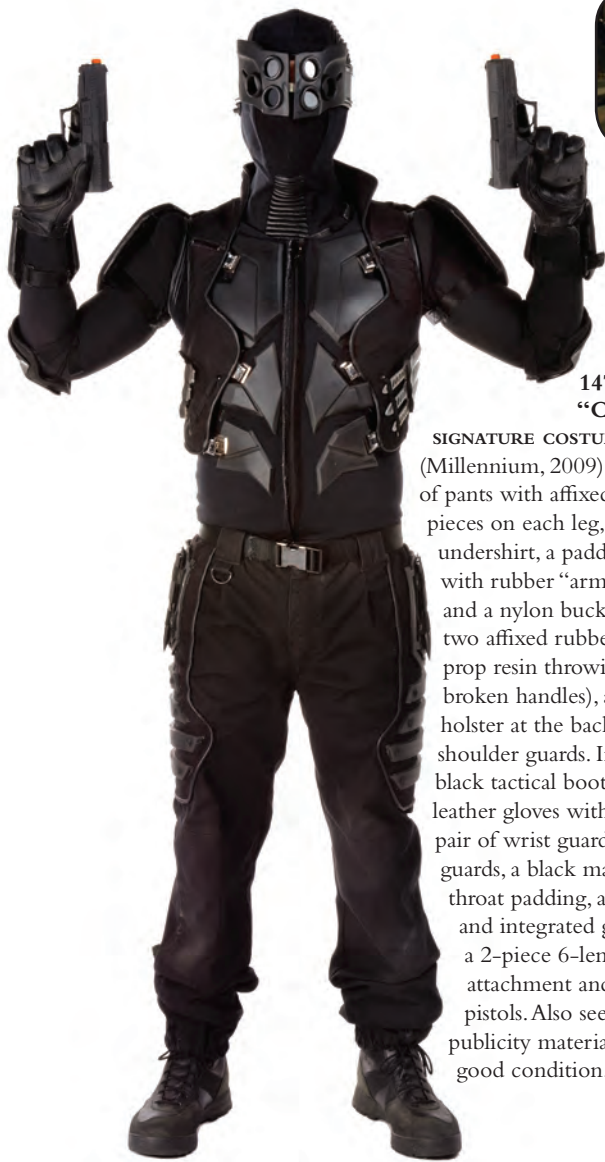 14
“C
SIGNATURE COSTU
(Millennium, 2009)
of pants with affixed
pieces on each leg,
undershirt, a padd
with rubber “arm
and a nylon buck
two affixed rubbe
prop resin throwi
broken handles), a
holster at the back
shoulder guards. I
black tactical boot
leather gloves with
pair of wrist guard
guards, a black ma
throat padding, a
and integrated g
a 2-piece 6-len
attachment and
pistols. Also see
publicity materia
good condition.